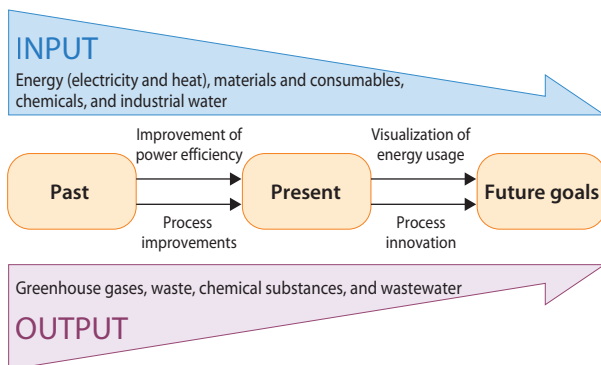 INPUT
Energy (electricity and heat), materials and consumables,
chemicals, and industrial water
Improvement of
power efficiency
Visualization of
energy usage
Past
Present
Future goals
Process
improvements
Process
innovation
Greenhouse gases, waste, chemical substances, and wastewater
OUTPUT